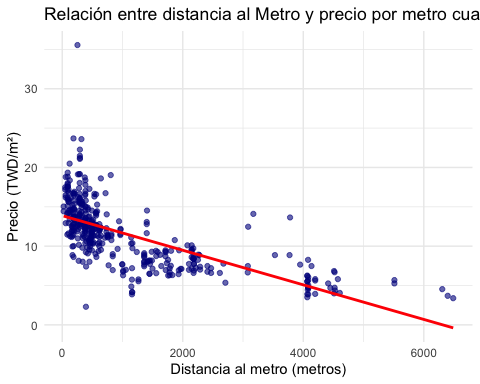 Relación entre distancia al Metro y precio por metro cua
Precio (TWD/m²)
30
20
10
0
0 2000 4000 6000
Distancia al metro (metros)